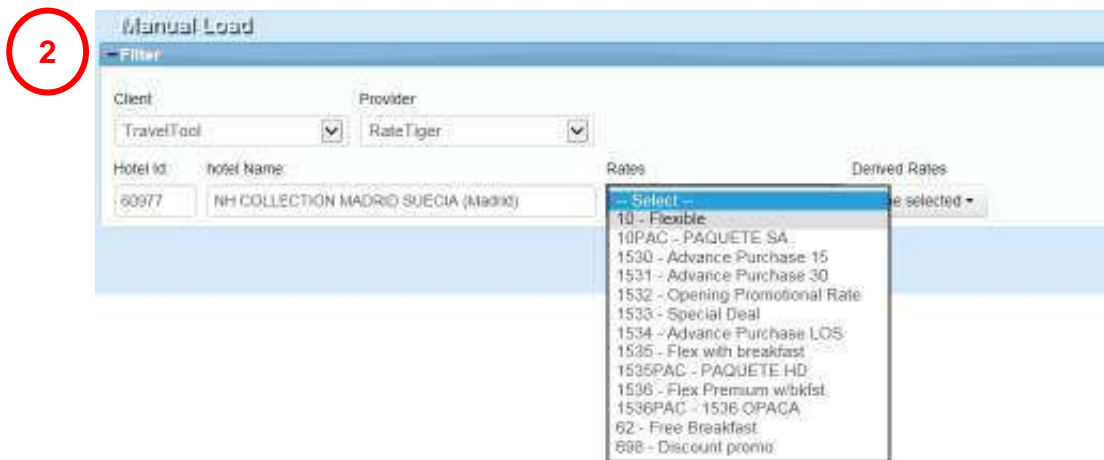 2
Manual Load
Filter
Client
Provider
TravelTool
RateTiger
Hotel Id:
hotel Name:
Rates
Derived Rates
60977
NH COLLECTION MADRID SUECIA (Madrid)
-- Select --
e selected
10 - Flexible
10PAC - PAQUETE SA
1530 - Advance Purchase 15
1531 - Advance Purchase 30
1532 - Opening Promotional Rate
1533 - Special Deal
1534 - Advance Purchase LOS
1535 - Flex with breakfast
1535PAC - PAQUETE HD
1536 - Flex Premium w/bkfst
1536PAC - 1536 OPACA
62 - Free Breakfast
698 - Discount promo